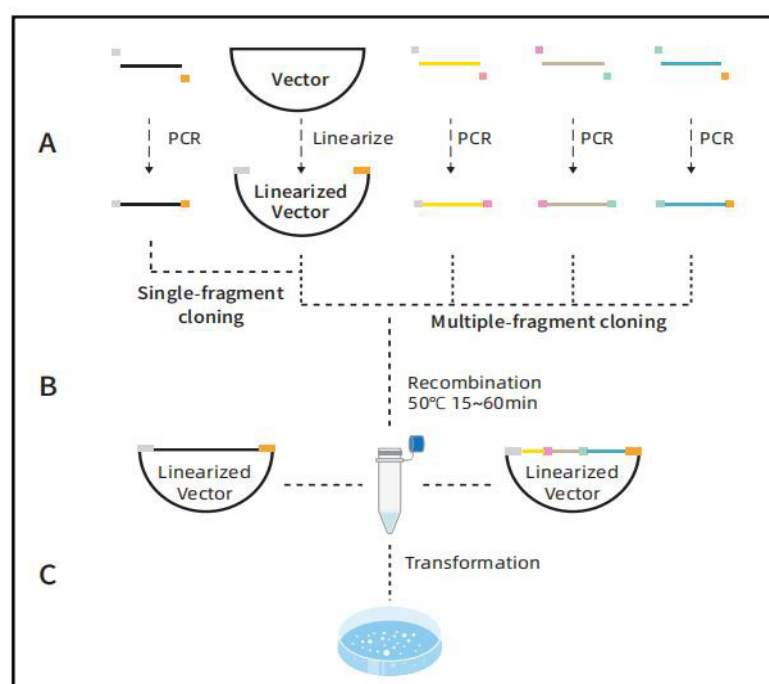 Vector
A
PCR
Linearize
PCR
PCR
PCR
Linearized
Vector
Single-fragment
cloning
Multiple-fragment cloning
B
Recombination
50℃ 15~60min
Linearized
Vector
Linearized
Vector
C
Transformation